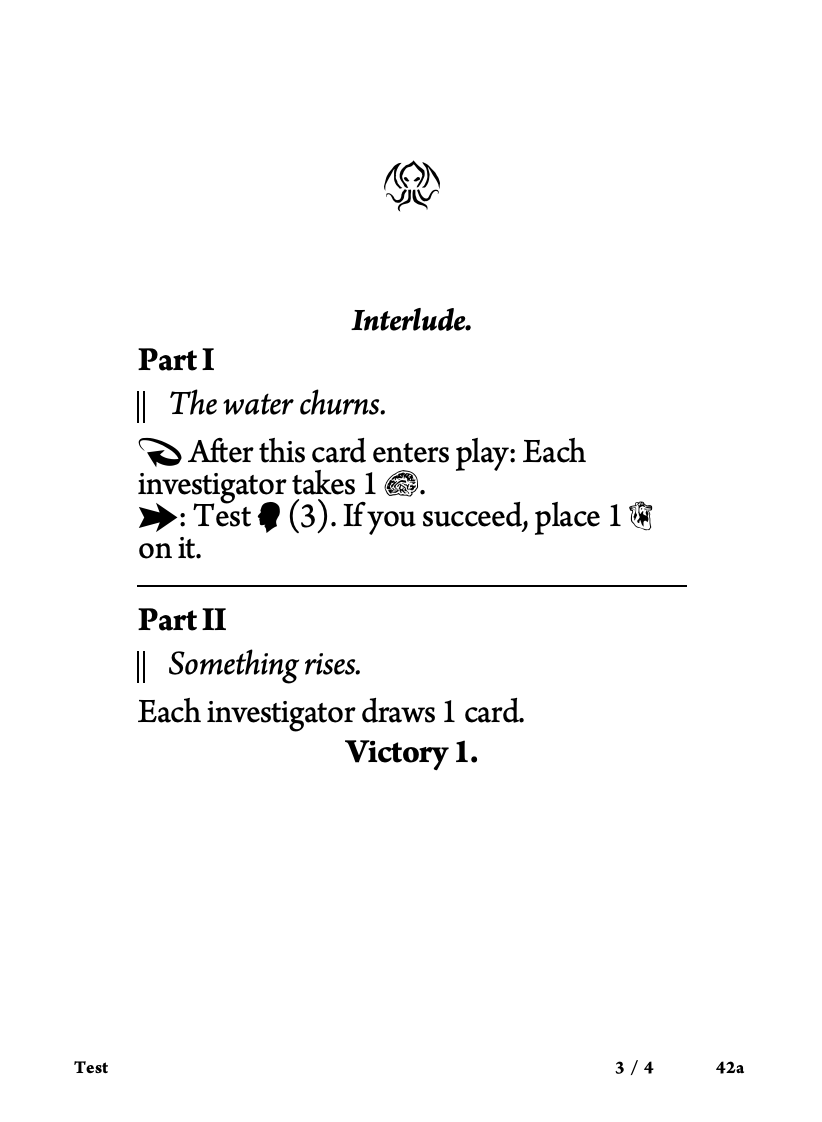 Interlude.
Part I
The water churns.
After this card enters play: Each
investigator takes 1 .
: Test (3). If you succeed, place 1
on it.
Part II
Something rises.
Each investigator draws 1 card.
Victory 1.
Test 3 / 4 42a